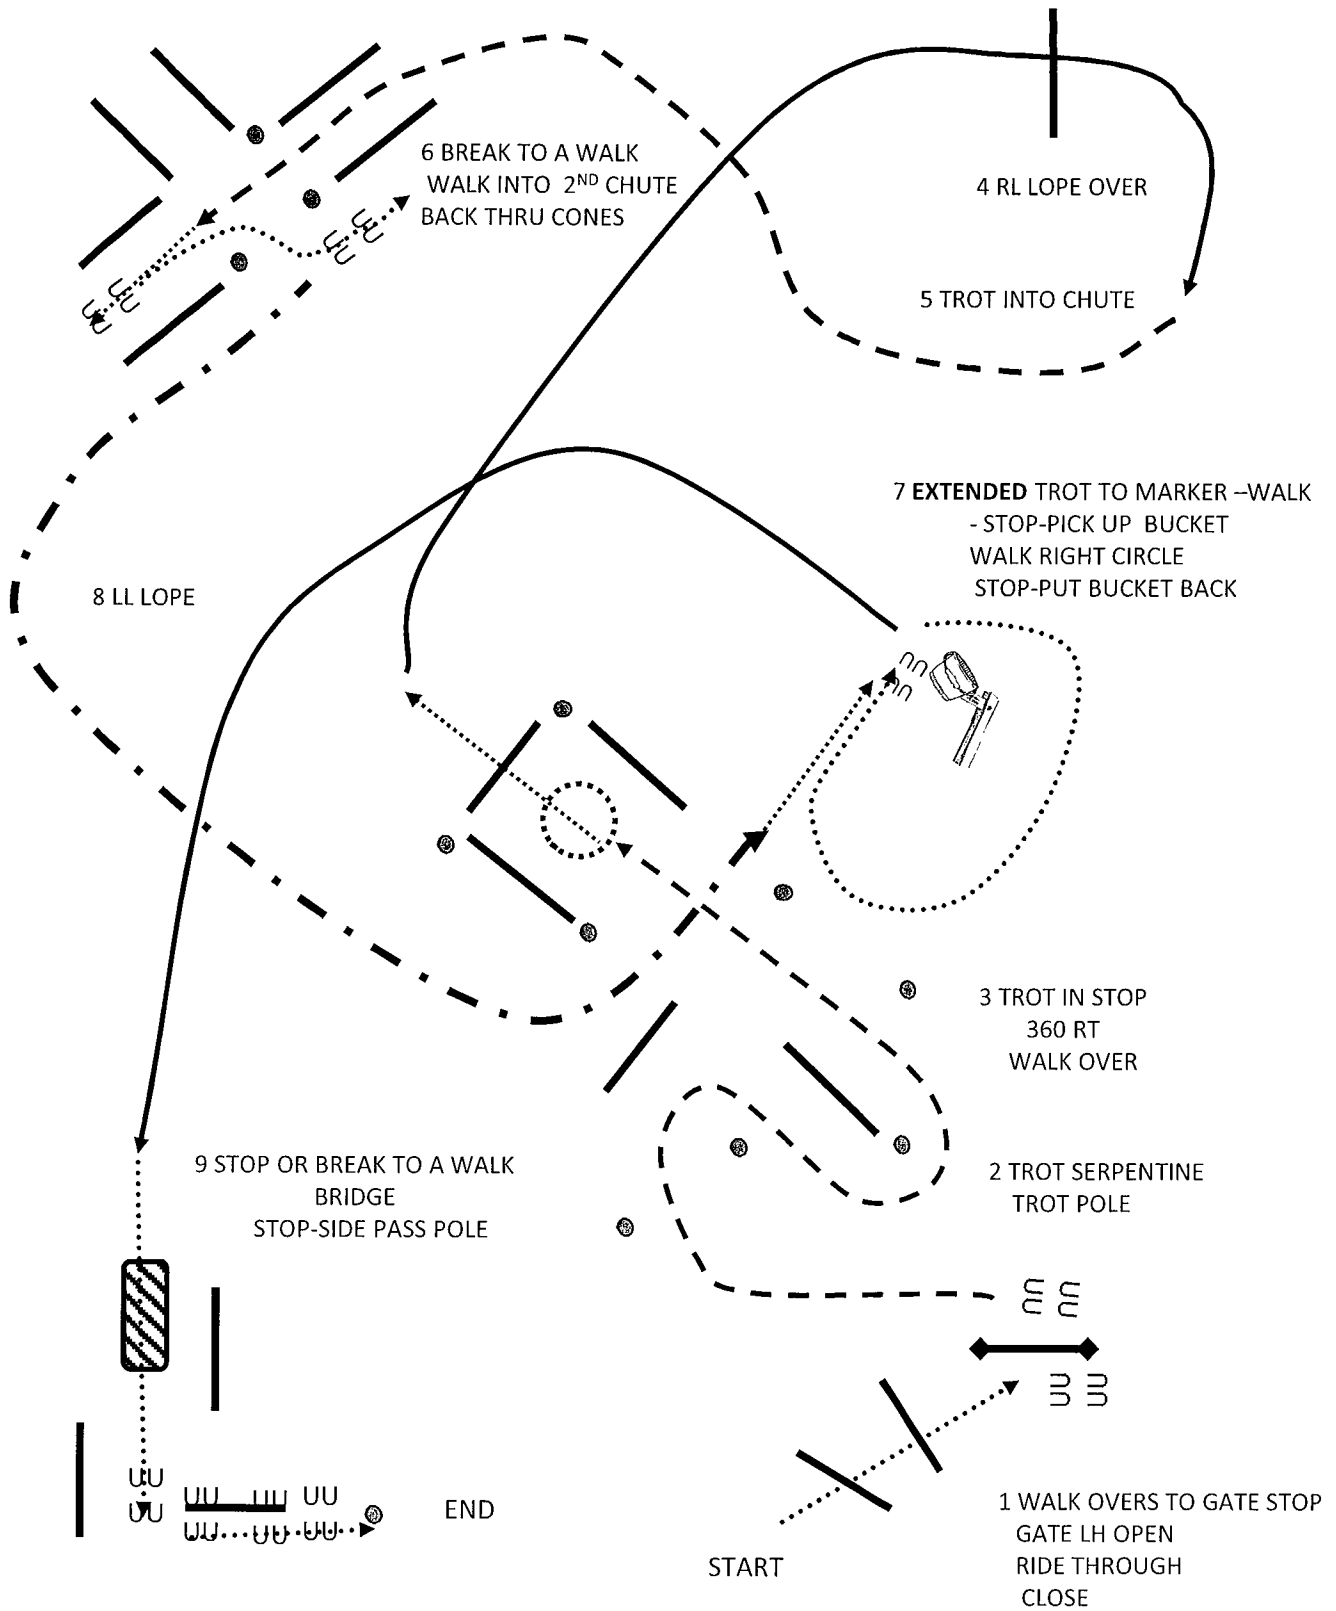 6 BREAK TO A WALK
WALK INTO 2ND CHUTE
BACK THRU CONES
4 RL LOPE OVER
5 TROT INTO CHUTE
7 EXTENDED TROT TO MARKER –WALK
- STOP-PICK UP BUCKET
WALK RIGHT CIRCLE
STOP-PUT BUCKET BACK
8 LL LOPE
3 TROT IN STOP
360 RT
WALK OVER
9 STOP OR BREAK TO A WALK
BRIDGE
STOP-SIDE PASS POLE
2 TROT SERPENTINE
TROT POLE
END
START
1 WALK OVERS TO GATE STOP
GATE LH OPEN
RIDE THROUGH
CLOSE